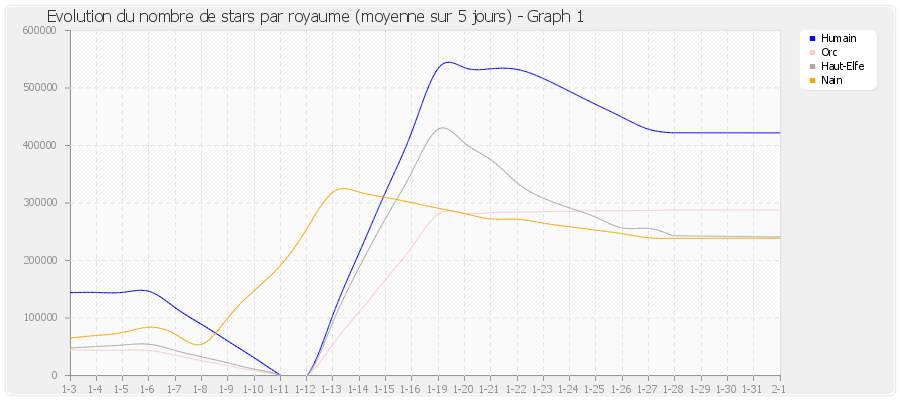 Evolution du nombre de stars par royaume (moyenne sur 5 jours) - Graph 1
600000
500000
400000
300000
200000
100000
0
1-3 1-4 1-5 1-6 1-7 1-8 1-9 1-10 1-11 1-12 1-13 1-14 1-15 1-16 1-19 1-20 1-21 1-22 1-23 1-24 1-25 1-26 1-27 1-28 1-29 1-30 1-31 2-1
Humain
Orc
Haut-Elfe
Nain